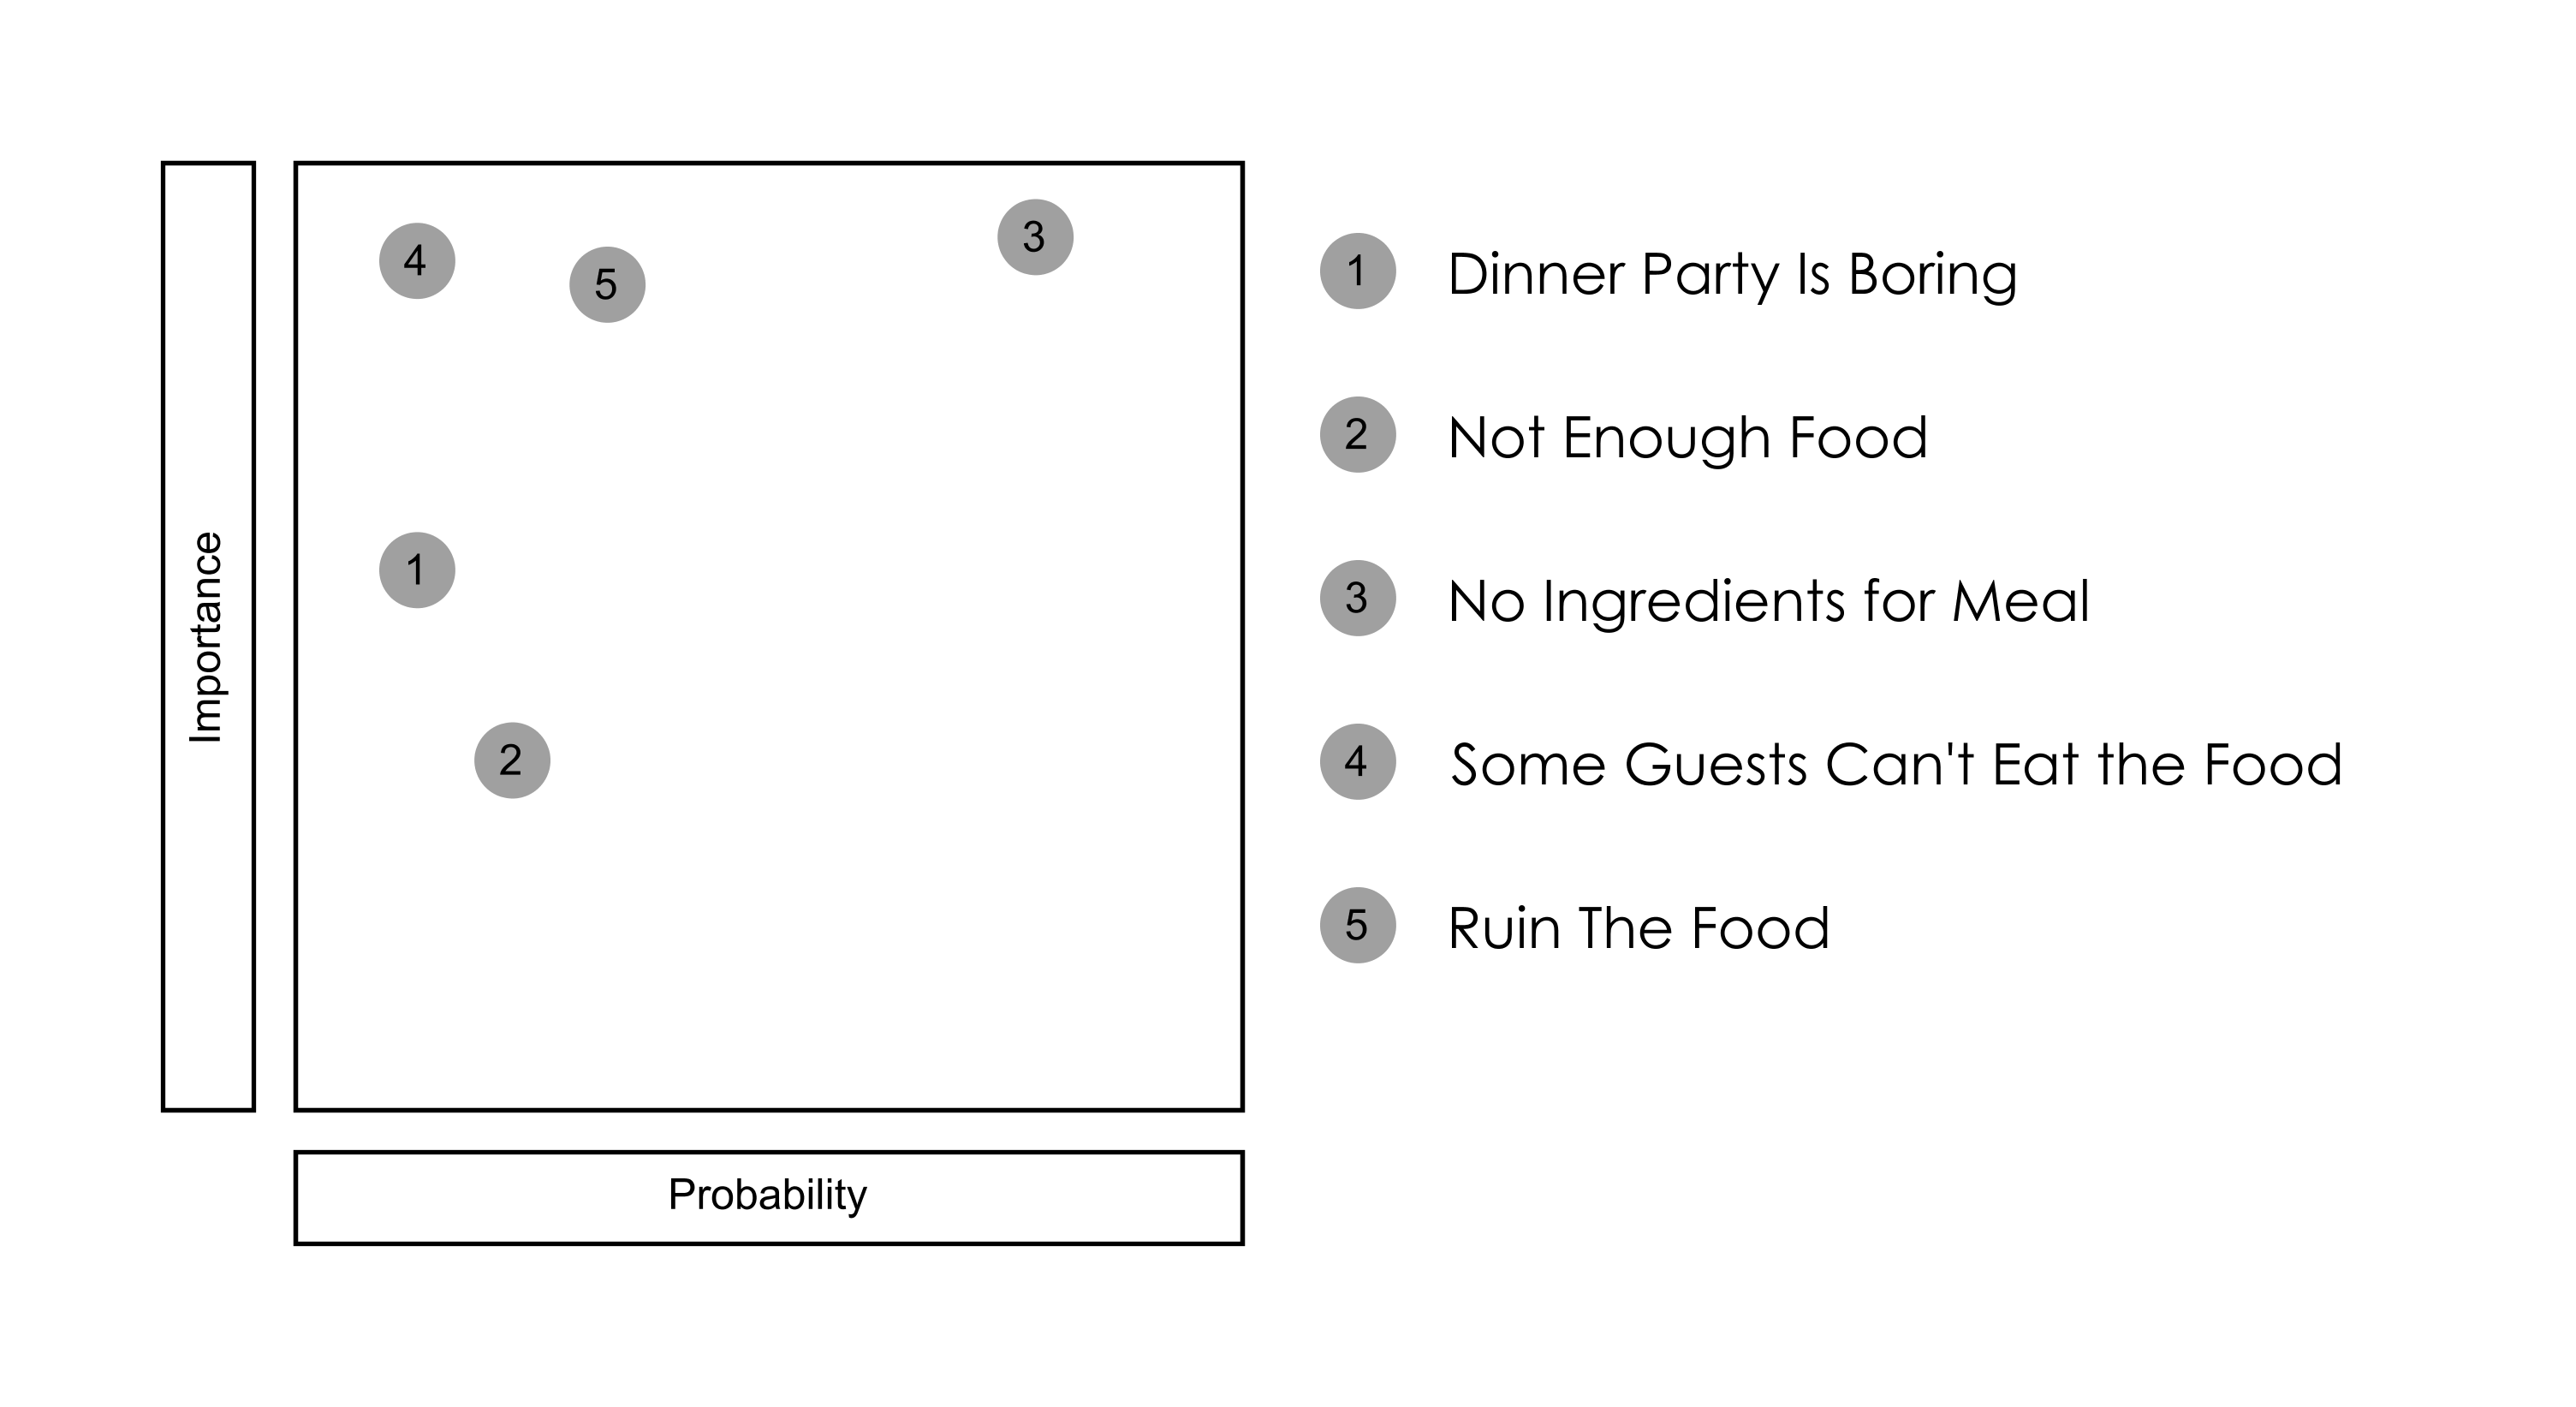 Importance
4
5
3
1
2
Probability
1 Dinner Party Is Boring
2 Not Enough Food
3 No Ingredients for Meal
4 Some Guests Can't Eat the Food
5 Ruin The Food